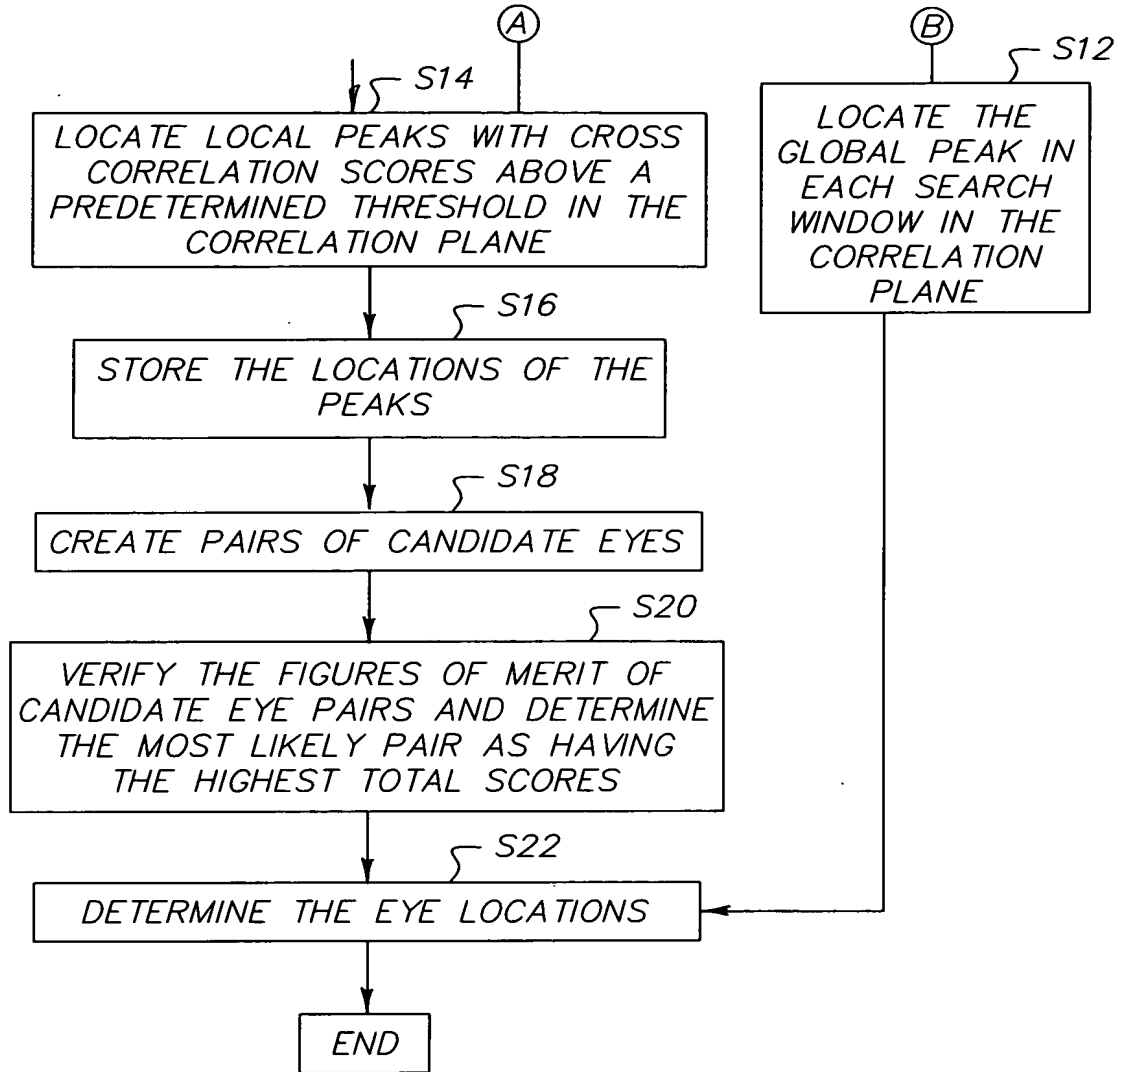 A
S14
LOCATE LOCAL PEAKS WITH CROSS
CORRELATION SCORES ABOVE A
PREDETERMINED THRESHOLD IN THE
CORRELATION PLANE
S16
STORE THE LOCATIONS OF THE
PEAKS
S18
CREATE PAIRS OF CANDIDATE EYES
S20
VERIFY THE FIGURES OF MERIT OF
CANDIDATE EYE PAIRS AND DETERMINE
THE MOST LIKELY PAIR AS HAVING
THE HIGHEST TOTAL SCORES
B
S12
LOCATE THE
GLOBAL PEAK IN
EACH SEARCH
WINDOW IN THE
CORRELATION
PLANE
S22
DETERMINE THE EYE LOCATIONS
END